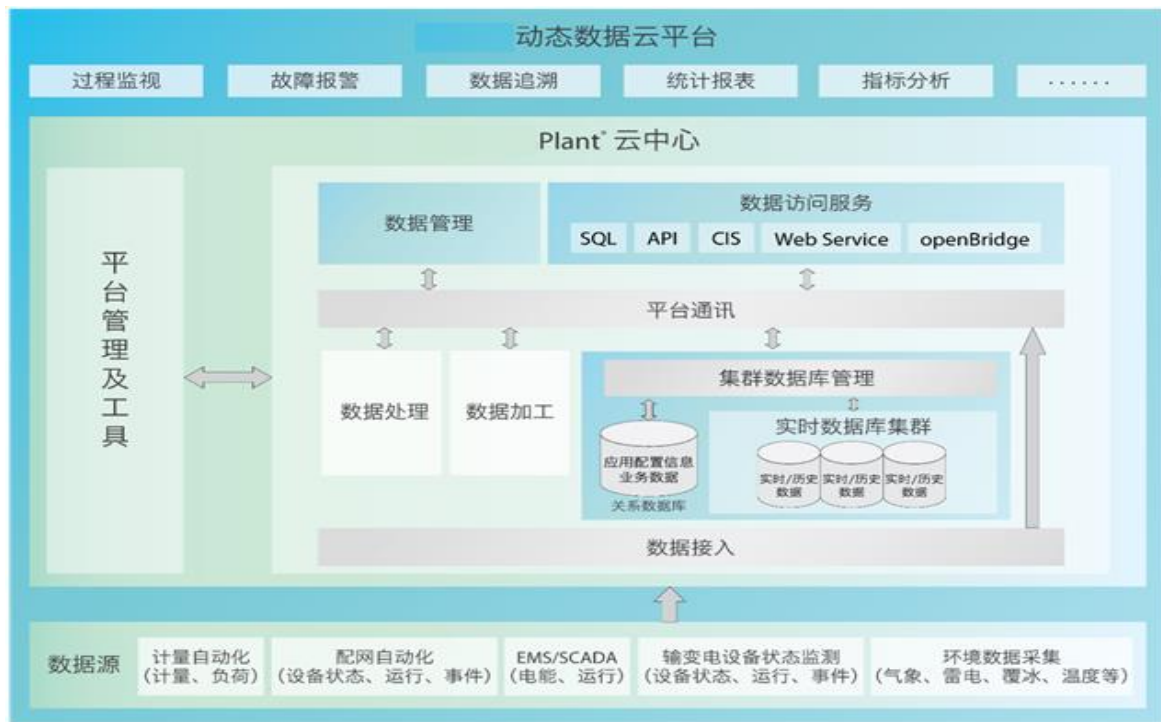 动态数据云平台
过程监视
故障报警
数据追溯
统计报表
指标分析
······
Plant° 云中心
平台管理及工具
数据管理
数据访问服务
SQL
API
CIS
Web Service
openBridge
平台通讯
数据处理
数据加工
集群数据库管理
应用配置信息
业务数据
关系数据库
实时数据库集群
实时/历史
数据
实时/历史
数据
实时/历史
数据
数据接入
数据源
计量自动化
(计量、负荷)
配网自动化
(设备状态、运行、事件)
EMS/SCADA
(电能、运行)
输变电设备状态监测
(设备状态、运行、事件)
环境数据采集
(气象、雷电、覆冰、温度等)